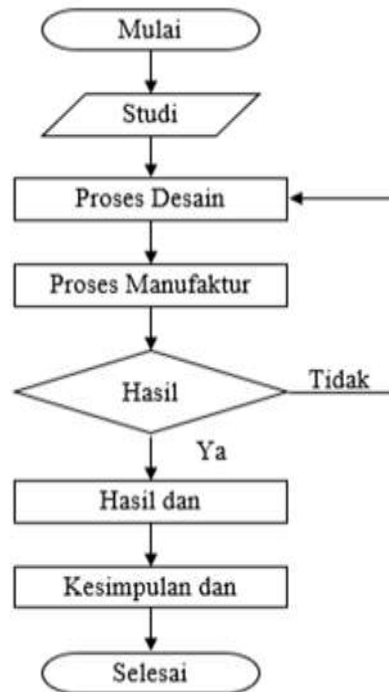 Mulai
Studi
Proses Desain
Proses Manufaktur
Hasil
Tidak
Ya
Hasil dan
Kesimpulan dan
Selesai